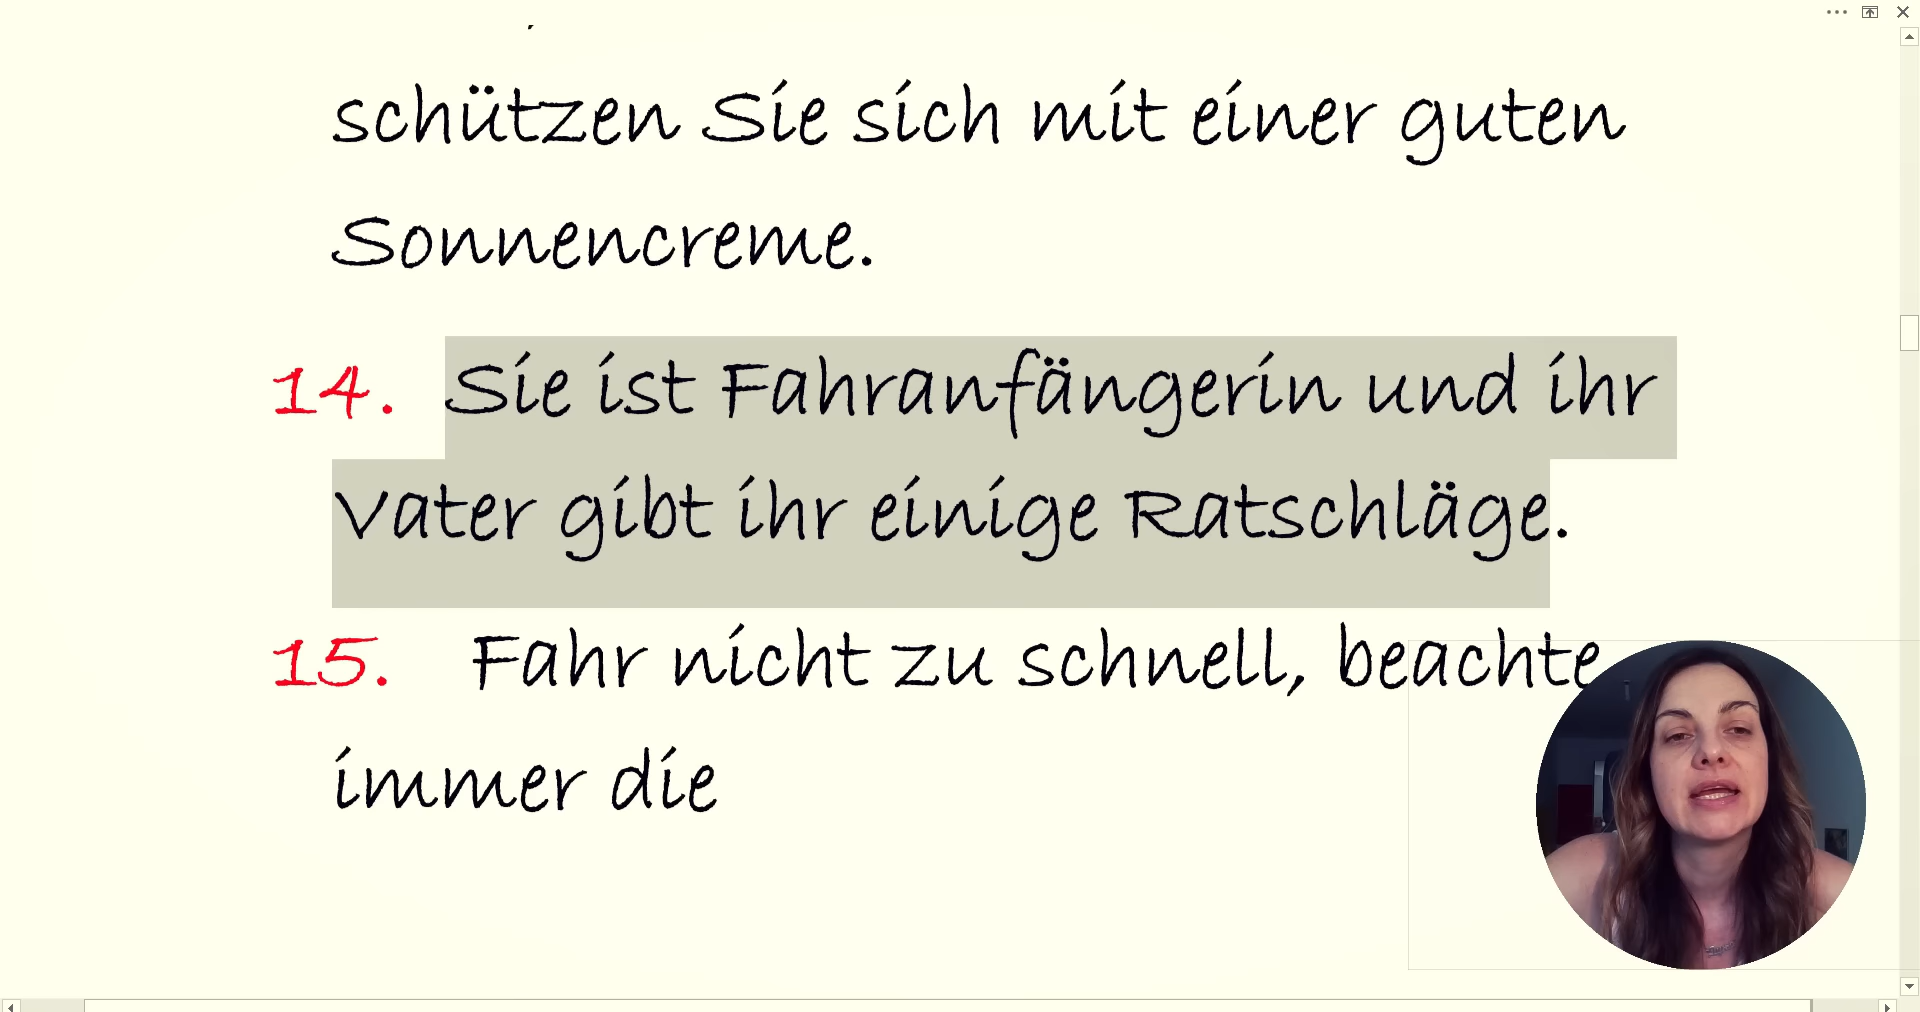 schützen Sie sich mit einer guten
Sonnencreme.
14. Sie ist Fahranfängerin und ihr
Vater gibt ihr einige Ratschläge.
15. Fahr nicht zu schnell, beachte
immer die